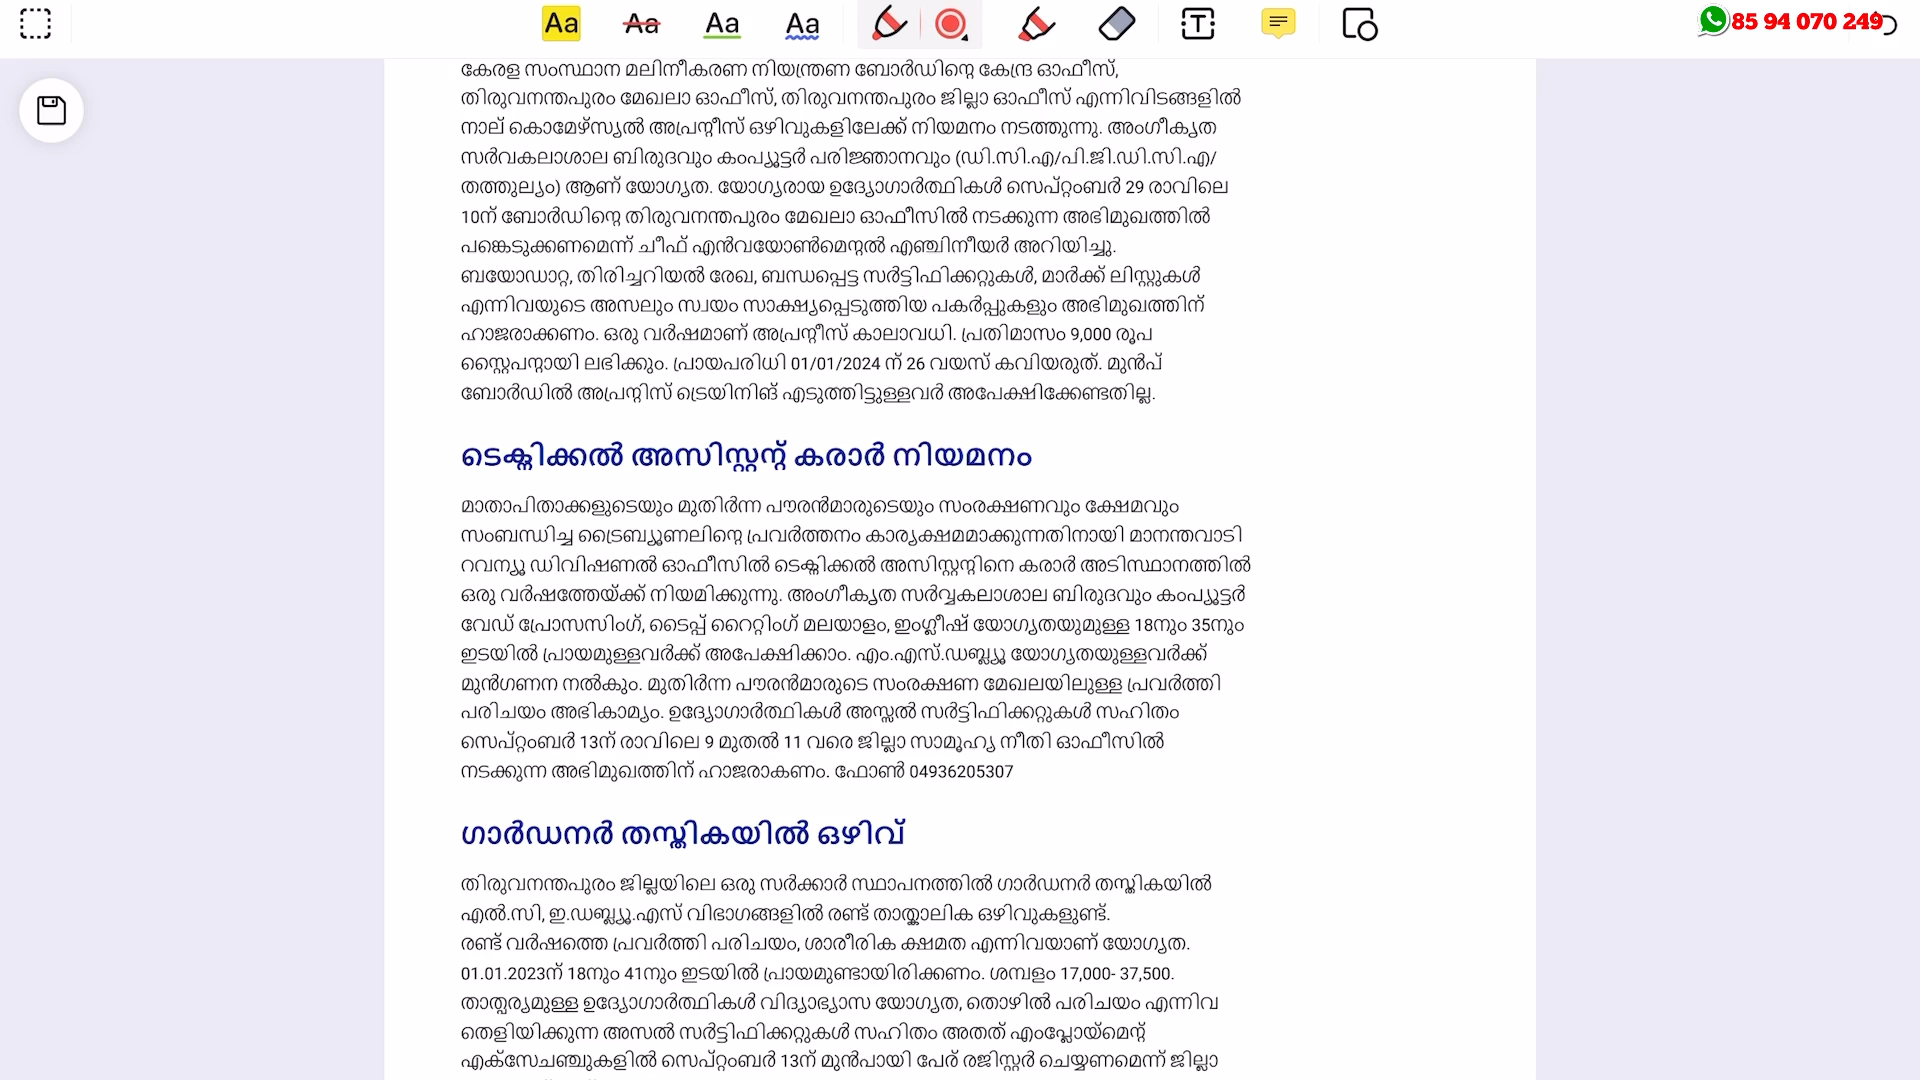 Aa Aa Aa Aa T
85 94 070 249
കേരള സംസ്ഥാന മലിനീകരണ നിയന്ത്രണ ബോർഡിന്റെ കേന്ദ്ര ഓഫീസ്,
തിരുവനന്തപുരം മേഖലാ ഓഫീസ്, തിരുവനന്തപുരം ജില്ലാ ഓഫീസ് എന്നിവിടങ്ങളിൽ
നാല് കൊമേഴ്സ്യൽ അപ്രന്റീസ് ഒഴിവുകളിലേക്ക് നിയമനം നടത്തുന്നു. അംഗീകൃത
സർവകലാശാല ബിരുദവും കംപ്യൂട്ടർ പരിജ്ഞാനവും (ഡി.സി.എ/പി.ജി.ഡി.സി.എ/
തത്തുല്യം) ആണ് യോഗ്യത. യോഗ്യരായ ഉദ്യോഗാർത്ഥികൾ സെപ്റ്റംബർ 29 രാവിലെ
10ന് ബോർഡിന്റെ തിരുവനന്തപുരം മേഖലാ ഓഫീസിൽ നടക്കുന്ന അഭിമുഖത്തിൽ
പങ്കെടുക്കണമെന്ന് ചീഫ് എൻവയോൺമെന്റൽ എഞ്ചിനീയർ അറിയിച്ചു.
ബയോഡാറ്റ, തിരിച്ചറിയൽ രേഖ, ബന്ധപ്പെട്ട സർട്ടിഫിക്കറ്റുകൾ, മാർക്ക് ലിസ്റ്റുകൾ
എന്നിവയുടെ അസലും സ്വയം സാക്ഷ്യപ്പെടുത്തിയ പകർപ്പുകളും അഭിമുഖത്തിന്
ഹാജരാക്കണം. ഒരു വർഷമാണ് അപ്രന്റീസ് കാലാവധി. പ്രതിമാസം 9,000 രൂപ
സ്റ്റൈപന്റായി ലഭിക്കും. പ്രായപരിധി 01/01/2024 ന് 26 വയസ് കവിയരുത്. മുൻപ്
ബോർഡിൽ അപ്രന്റിസ് ട്രെയിനിങ് എടുത്തിട്ടുള്ളവർ അപേക്ഷിക്കേണ്ടതില്ല.
ടെക്നിക്കൽ അസിസ്റ്റന്റ് കരാർ നിയമനം
മാതാപിതാക്കളുടെയും മുതിർന്ന പൗരൻമാരുടെയും സംരക്ഷണവും ക്ഷേമവും
സംബന്ധിച്ച ട്രൈബ്യൂണലിന്റെ പ്രവർത്തനം കാര്യക്ഷമമാക്കുന്നതിനായി മാനന്തവാടി
റവന്യൂ ഡിവിഷണൽ ഓഫീസിൽ ടെക്നിക്കൽ അസിസ്റ്റന്റിനെ കരാർ അടിസ്ഥാനത്തിൽ
ഒരു വർഷത്തേയ്ക്ക് നിയമിക്കുന്നു. അംഗീകൃത സർവ്വകലാശാല ബിരുദവും കംപ്യൂട്ടർ
വേഡ് പ്രോസസിംഗ്, ടൈപ്പ് റൈറ്റിംഗ് മലയാളം, ഇംഗ്ലീഷ് യോഗ്യതയുമുള്ള 18നും 35നും
ഇടയിൽ പ്രായമുള്ളവർക്ക് അപേക്ഷിക്കാം. എം.എസ്.ഡബ്ല്യൂ യോഗ്യതയുള്ളവർക്ക്
മുൻഗണന നൽകും. മുതിർന്ന പൗരൻമാരുടെ സംരക്ഷണ മേഖലയിലുള്ള പ്രവർത്തി
പരിചയം അഭികാമ്യം. ഉദ്യോഗാർത്ഥികൾ അസ്സൽ സർട്ടിഫിക്കറ്റുകൾ സഹിതം
സെപ്റ്റംബർ 13ന് രാവിലെ 9 മുതൽ 11 വരെ ജില്ലാ സാമൂഹ്യ നീതി ഓഫീസിൽ
നടക്കുന്ന അഭിമുഖത്തിന് ഹാജരാകണം. ഫോൺ 04936205307
ഗാർഡനർ തസ്തികയിൽ ഒഴിവ്
തിരുവനന്തപുരം ജില്ലയിലെ ഒരു സർക്കാർ സ്ഥാപനത്തിൽ ഗാർഡനർ തസ്തികയിൽ
എൽ.സി, ഇ.ഡബ്ല്യൂ.എസ് വിഭാഗങ്ങളിൽ രണ്ട് താത്കാലിക ഒഴിവുകളുണ്ട്.
രണ്ട് വർഷത്തെ പ്രവർത്തി പരിചയം, ശാരീരിക ക്ഷമത എന്നിവയാണ് യോഗ്യത.
01.01.2023ന് 18നും 41നും ഇടയിൽ പ്രായമുണ്ടായിരിക്കണം. ശമ്പളം 17,000- 37,500.
താത്പര്യമുള്ള ഉദ്യോഗാർത്ഥികൾ വിദ്യാഭ്യാസ യോഗ്യത, തൊഴിൽ പരിചയം എന്നിവ
തെളിയിക്കുന്ന അസൽ സർട്ടിഫിക്കറ്റുകൾ സഹിതം അതത് എംപ്ലോയ്മെന്റ്
എക്സേചഞ്ചുകളിൽ സെപ്റ്റംബർ 13ന് മുൻപായി പേര് രജിസ്റ്റർ ചെയ്യണമെന്ന് ജില്ലാ